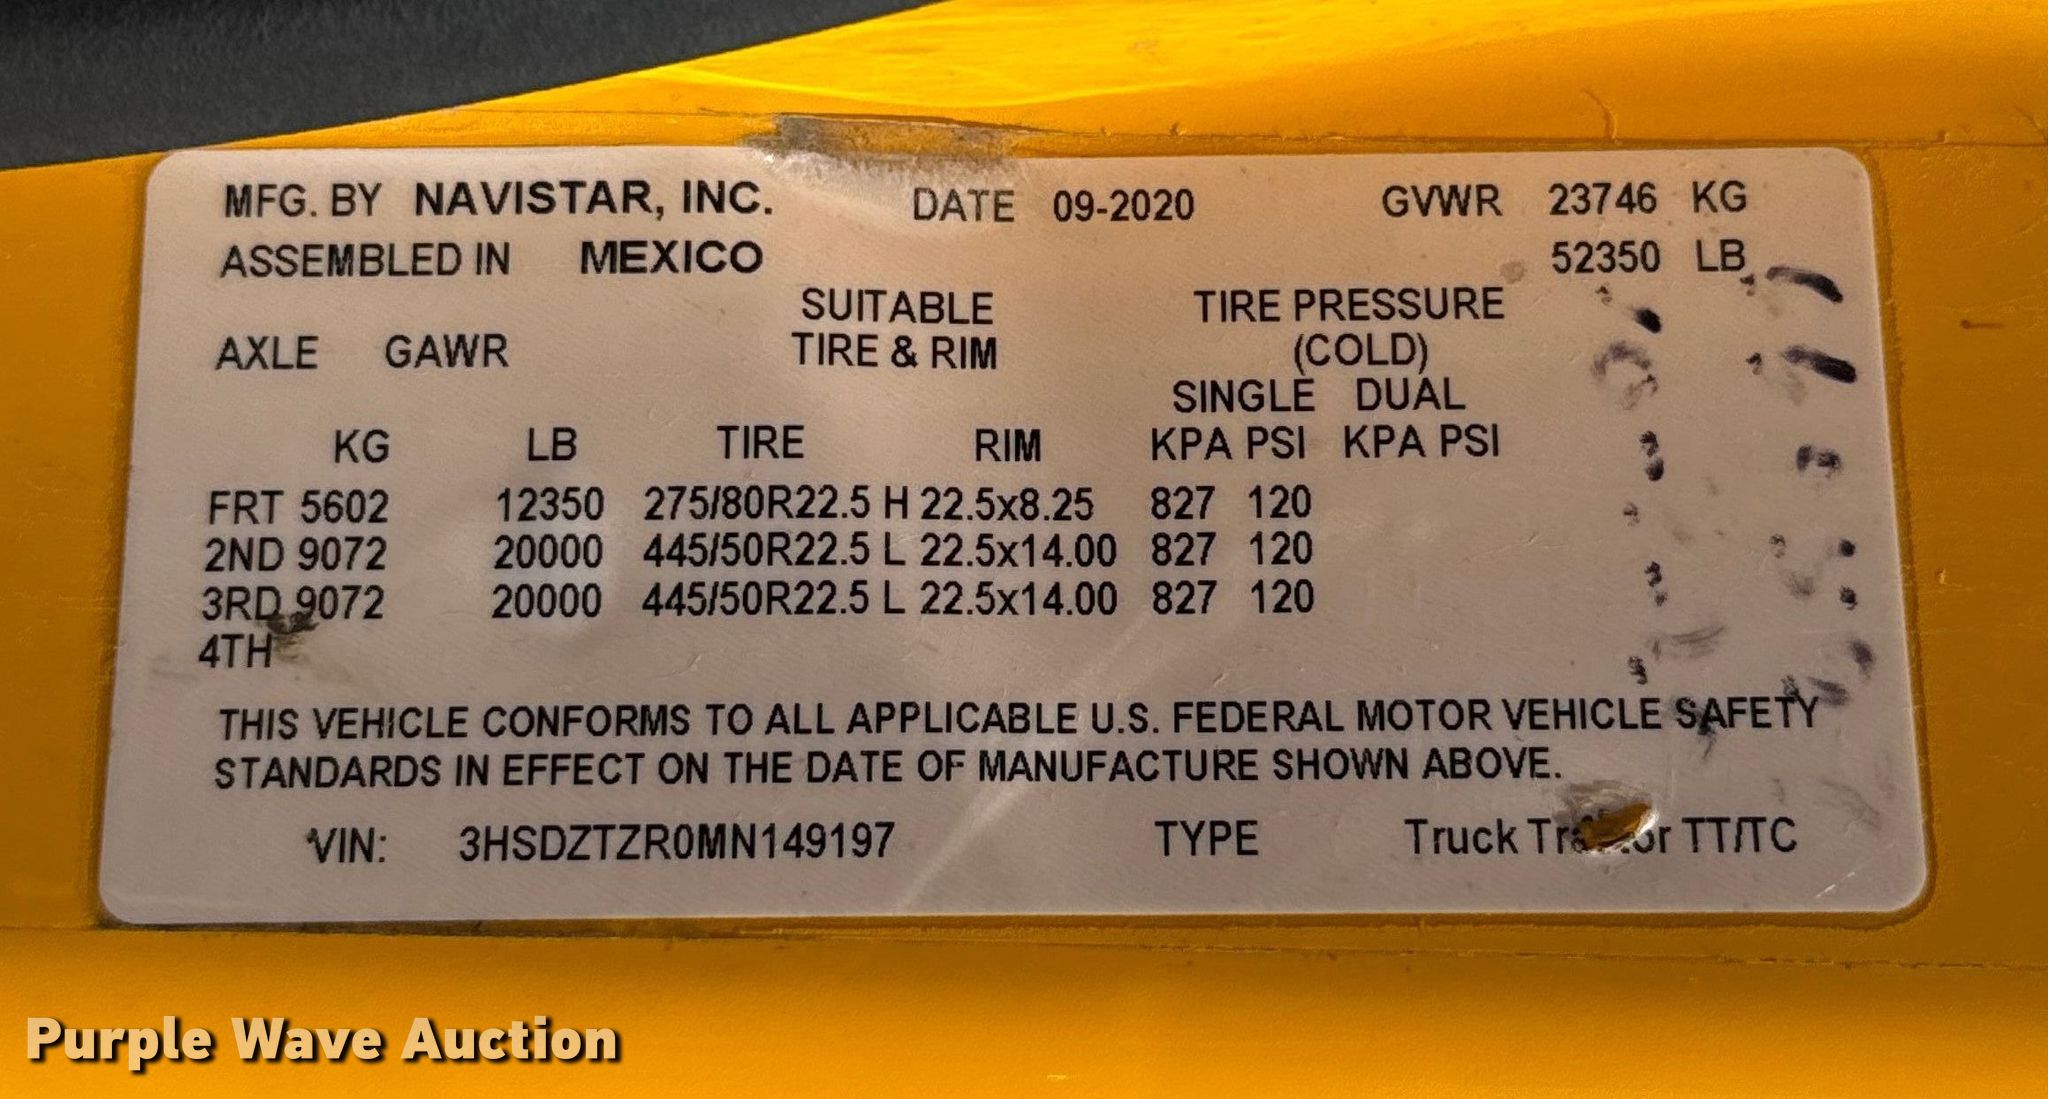 MFG. BY NAVISTAR, INC. DATE 09-2020 GVWR 23746 KG
ASSEMBLED IN MEXICO 52350 LB
SUITABLE TIRE PRESSURE
AXLE GAWR TIRE & RIM (COLD)
SINGLE DUAL
KG LB TIRE RIM KPA PSI KPA PSI
FRT 5602 12350 275/80R22.5 H 22.5x8.25 827 120
2ND 9072 20000 445/50R22.5 L 22.5x14.00 827 120
3RD 9072 20000 445/50R22.5 L 22.5x14.00 827 120
4TH
THIS VEHICLE CONFORMS TO ALL APPLICABLE U.S. FEDERAL MOTOR VEHICLE SAFETY
STANDARDS IN EFFECT ON THE DATE OF MANUFACTURE SHOWN ABOVE.
VIN: 3HSDZTZR0MN149197 TYPE Truck Tractor TT/TC
Purple Wave Auction